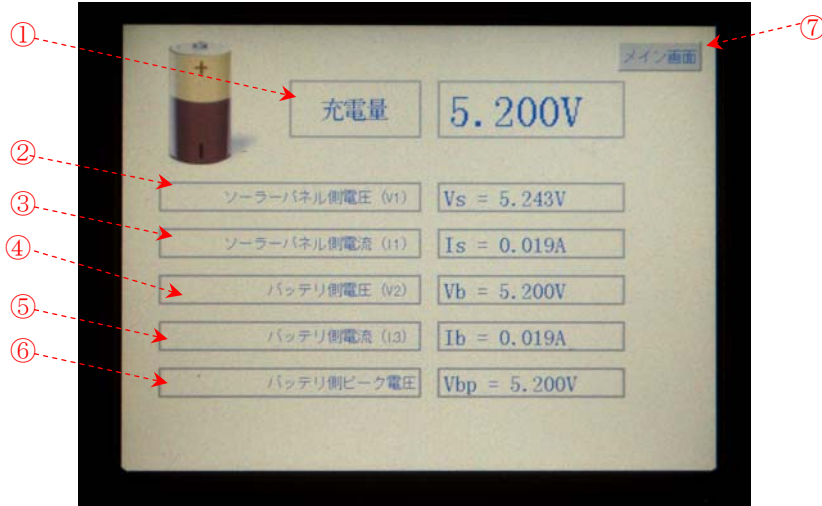 ①
⑦
メイン画面
充電量 5.200V
②
ソーラーパネル側電圧 (V1) Vs = 5.243V
③
ソーラーパネル側電流 (I1) Is = 0.019A
④
バッテリ側電圧 (V2) Vb = 5.200V
⑤
バッテリ側電流 (I3) Ib = 0.019A
⑥
バッテリ側ピーク電圧 Vbp = 5.200V